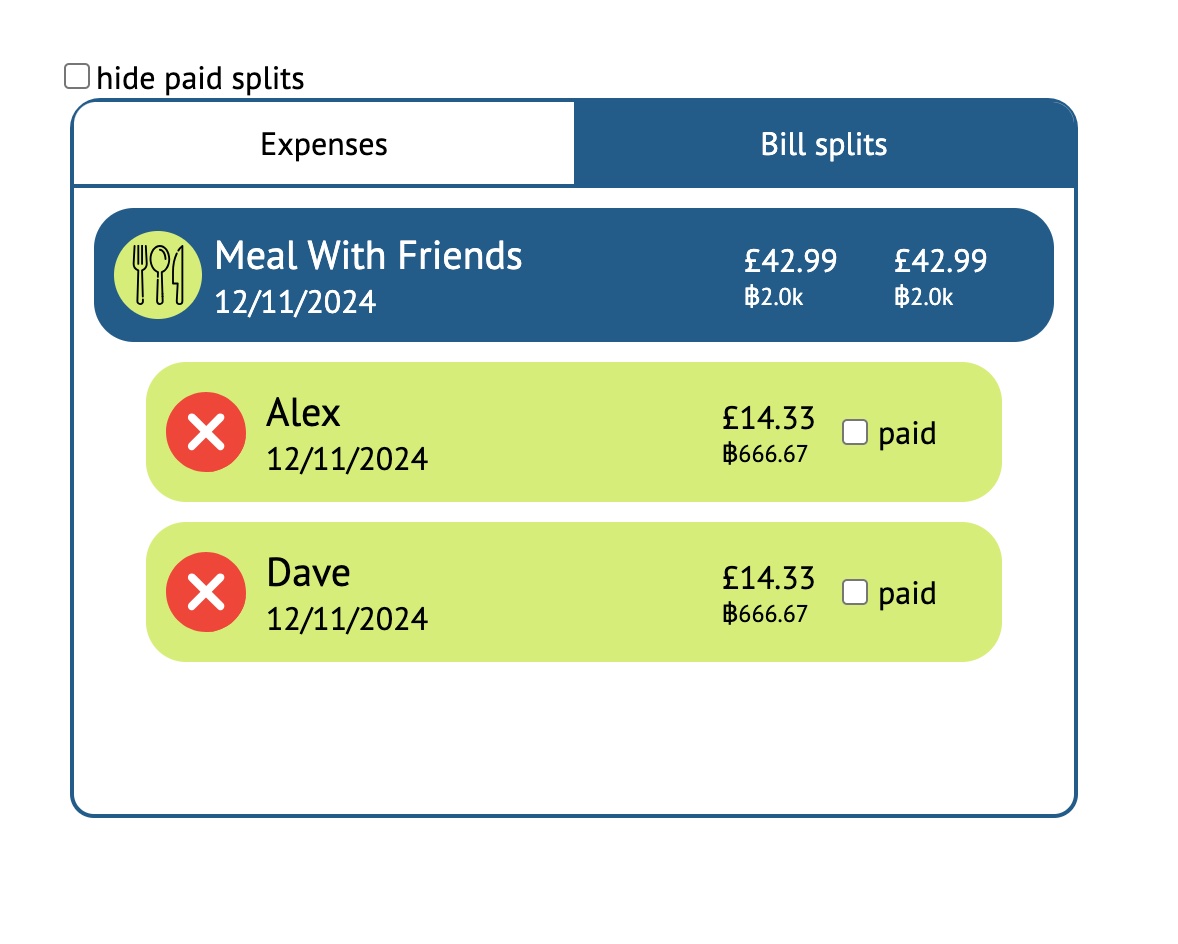 hide paid splits
Expenses Bill splits
Meal With Friends
12/11/2024
£42.99 £42.99
฿2.0k ฿2.0k
Alex
12/11/2024
£14.33
฿666.67
paid
Dave
12/11/2024
£14.33
฿666.67
paid